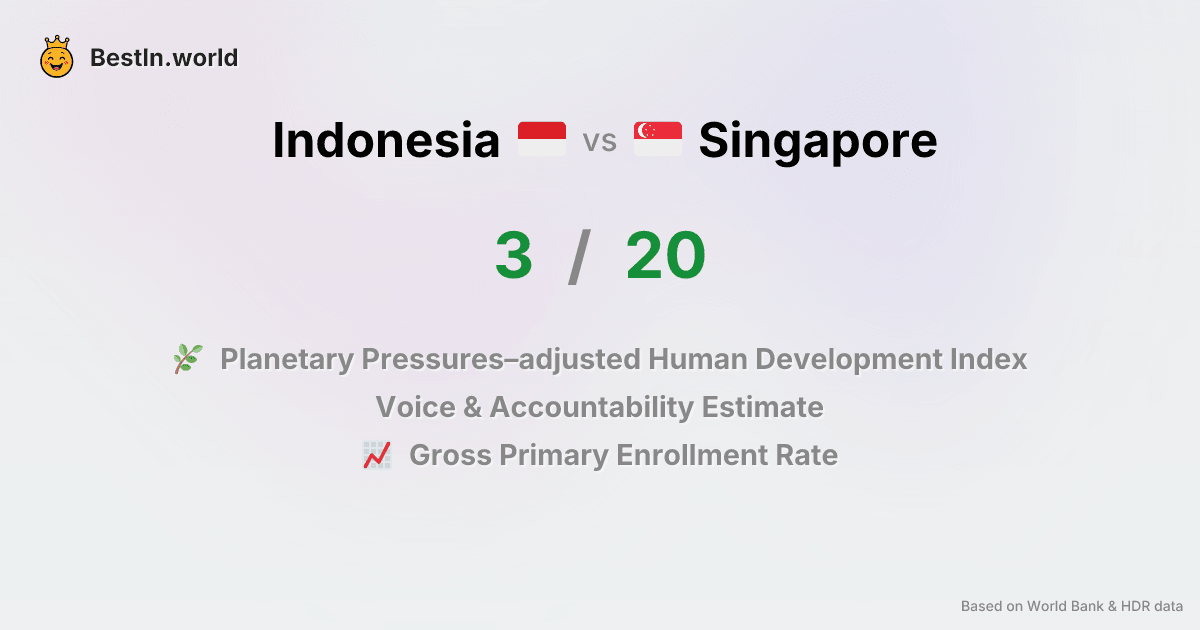 BestIn.world
Indonesia vs Singapore
3 / 20
Planetary Pressures–adjusted Human Development Index
Voice & Accountability Estimate
Gross Primary Enrollment Rate
Based on World Bank & HDR data